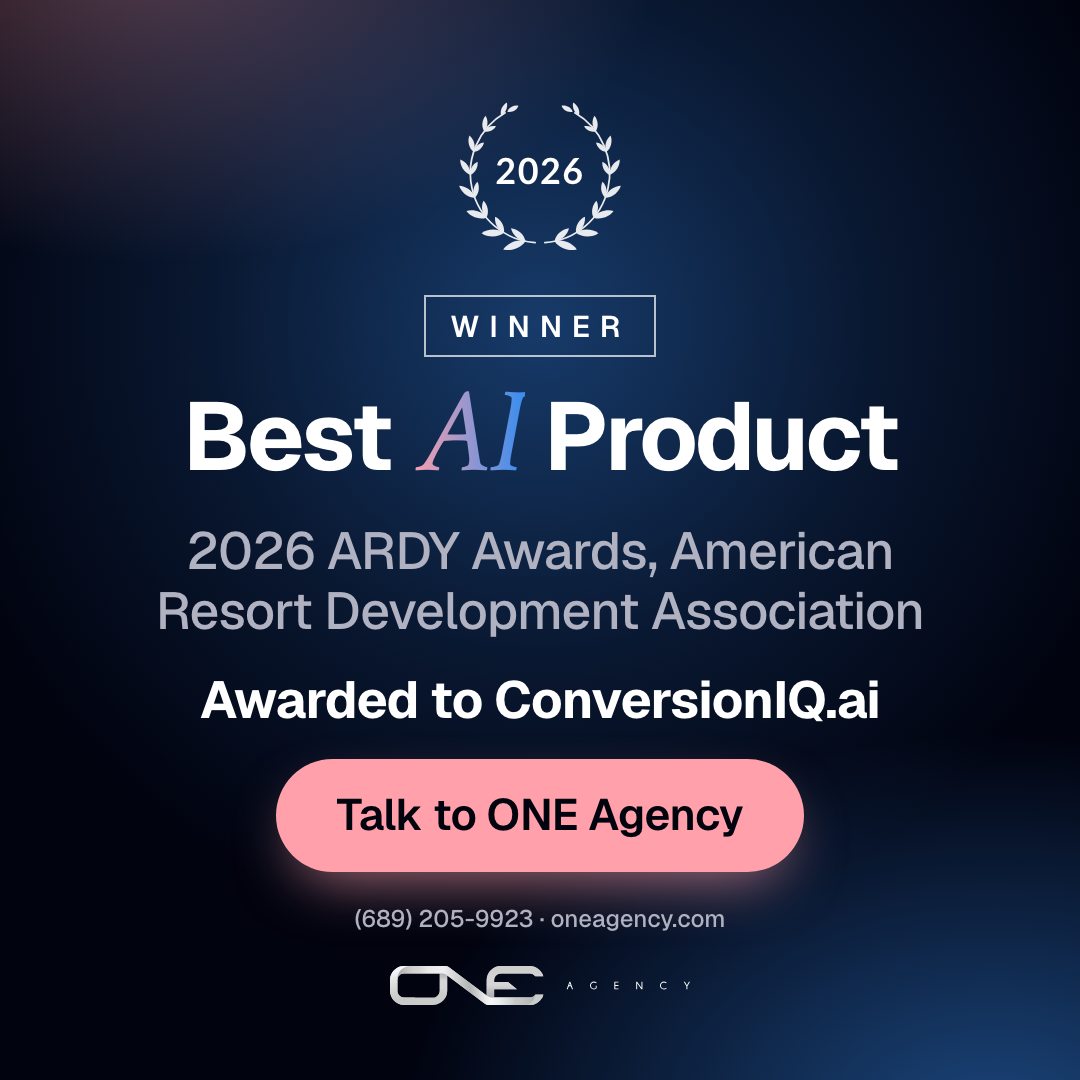 2026
WINNER
Best AI Product
2026 ARDY Awards, American
Resort Development Association
Awarded to ConversionIQ.ai
Talk to ONE Agency
(689) 205-9923 · oneagency.com
ONE AGENCY